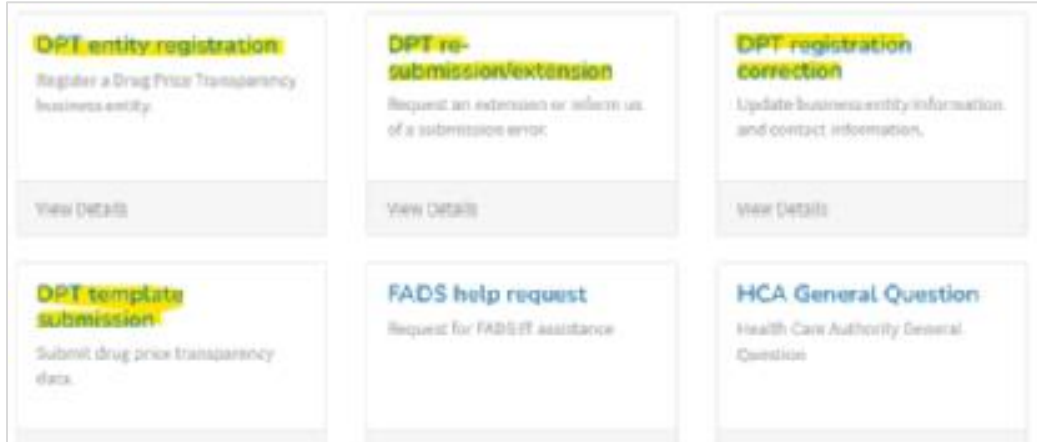 DPT entity registration
Register a Drug Price Transparency
business entity.
View Details
DPT re-
submission/extension
Request an extension or inform us
of a submission error.
View Details
DPT registration
correction
Update business entity information
and contact information.
View Details
DPT template
submission
Submit drug price transparency
data.
FADS help request
Request for FADS IT assistance
HCA General Question
Health Care Authority General
Question